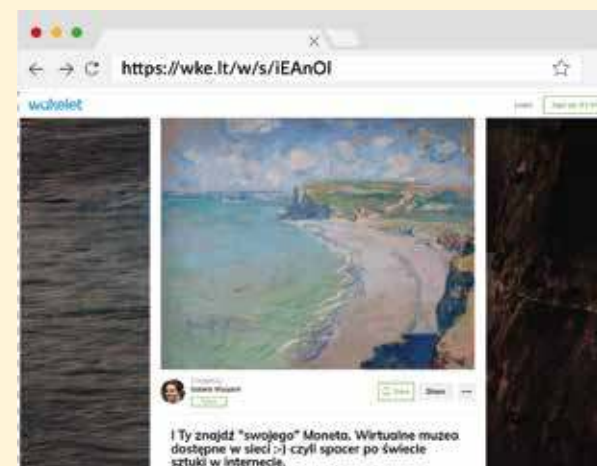 https://wke.lt/w/s/iEAnOl
wakelet
Share
I Ty znajdź "swojego" Moneta. Wirtualne muzea
dostępne w sieci :-) czyli spacer po świecie
sztuki w internecie.